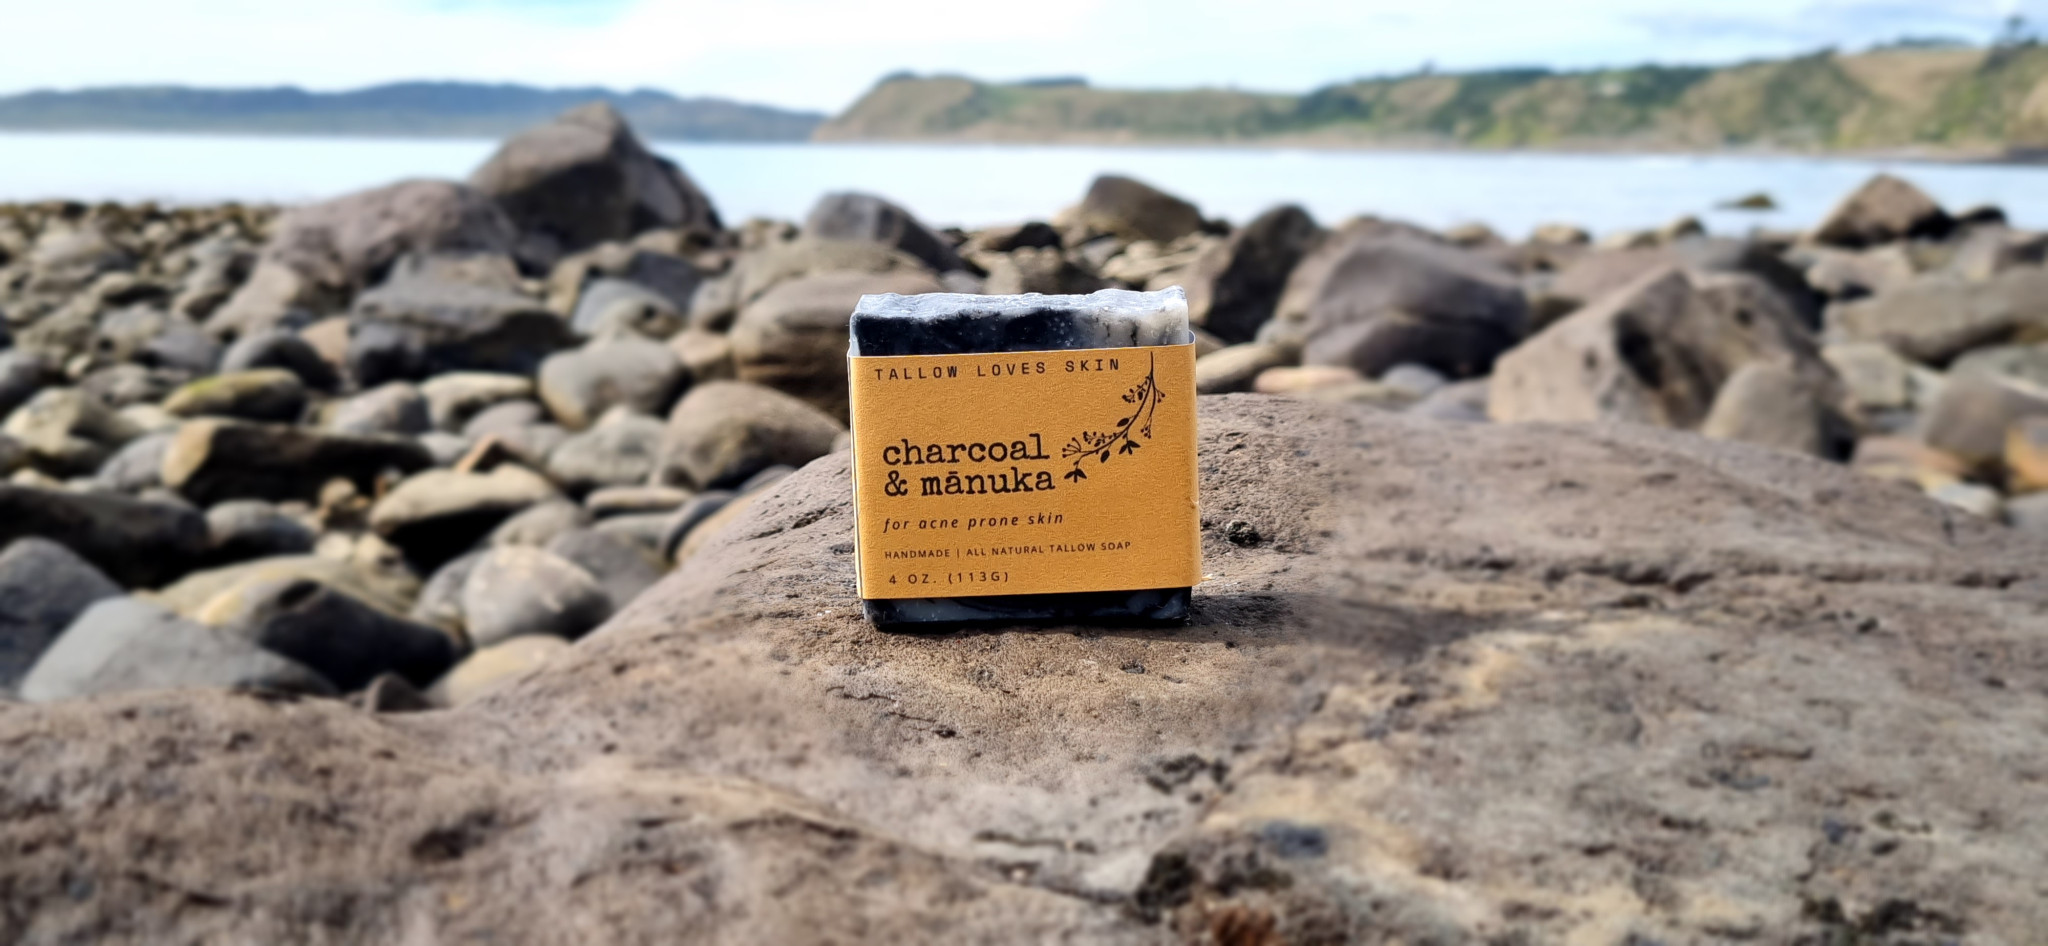 TALLOW LOVES SKIN
charcoal
& mānuka
for acne prone skin
HANDMADE | ALL NATURAL TALLOW SOAP
4 OZ. (113G)